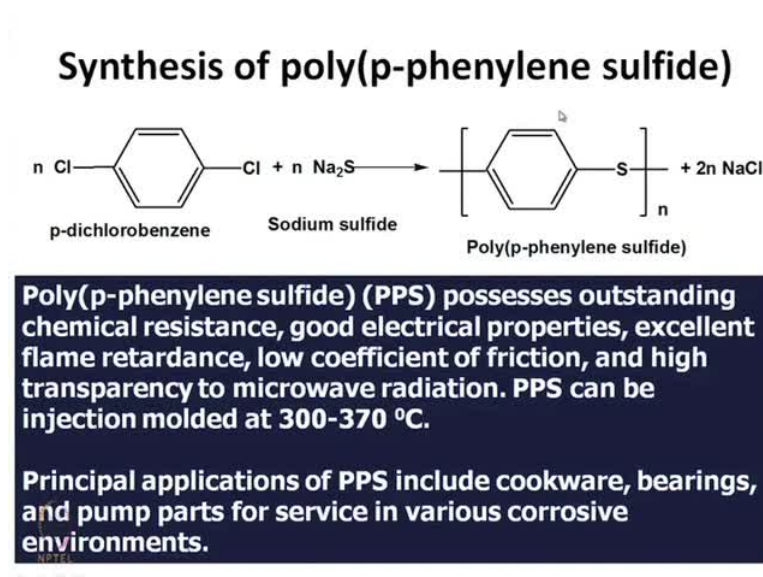 Synthesis of poly(p-phenylene sulfide)
n Cl Cl + n Na₂S S + 2n NaCl
n
p-dichlorobenzene Sodium sulfide
Poly(p-phenylene sulfide)
Poly(p-phenylene sulfide) (PPS) possesses outstanding
chemical resistance, good electrical properties, excellent
flame retardance, low coefficient of friction, and high
transparency to microwave radiation. PPS can be
injection molded at 300-370 ⁰C.
Principal applications of PPS include cookware, bearings,
and pump parts for service in various corrosive
environments.
NPTEL